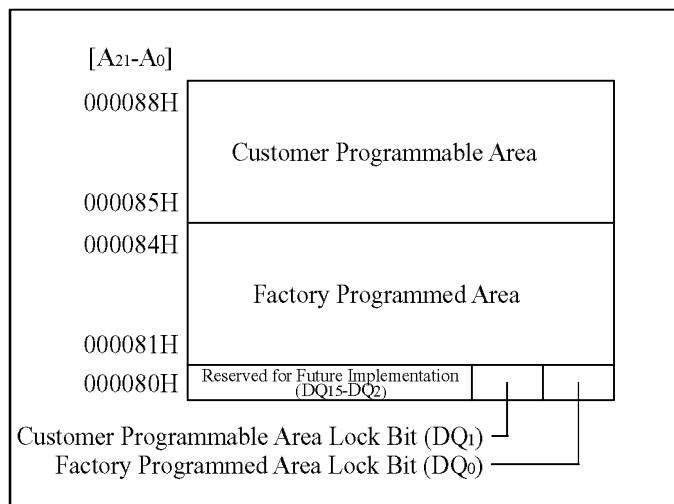 [A21-A0]
000088H
Customer Programmable Area
000085H
000084H
Factory Programmed Area
000081H
000080H
Reserved for Future Implementation
(DQ15-DQ2)
Customer Programmable Area Lock Bit (DQ1)
Factory Programmed Area Lock Bit (DQ0)